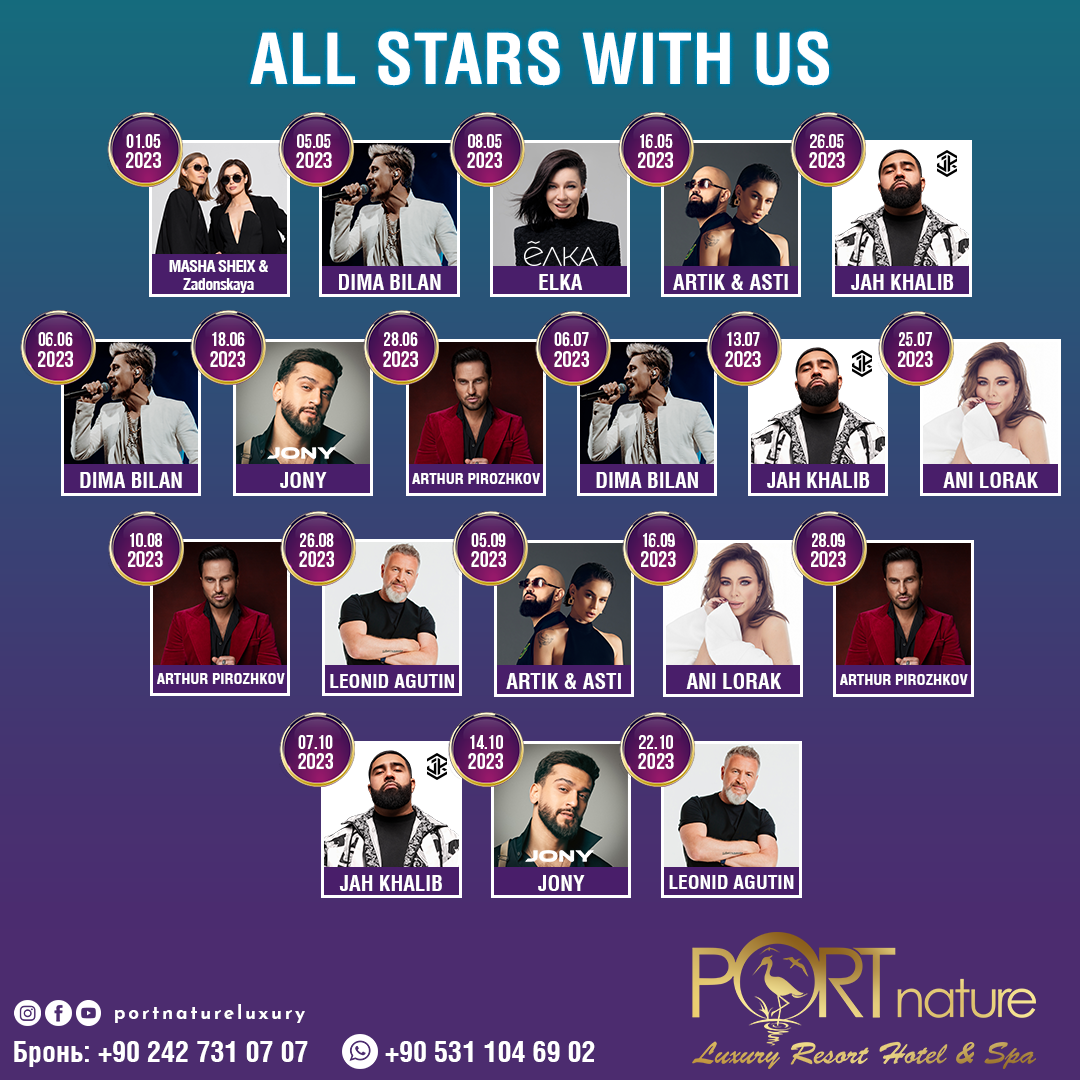 ALL STARS WITH US
01.05
2023
MASHA SHEIX &
Zadonskaya
05.05
2023
DIMA BILAN
08.05
2023
ЁЛКА
ELKA
16.05
2023
ARTIK & ASTI
26.05
2023
JAH KHALIB
06.06
2023
DIMA BILAN
18.06
2023
JONY
JONY
28.06
2023
ARTHUR PIROZHKOV
06.07
2023
DIMA BILAN
13.07
2023
JAH KHALIB
25.07
2023
ANI LORAK
10.08
2023
ARTHUR PIROZHKOV
26.08
2023
LEONID AGUTIN
05.09
2023
ARTIK & ASTI
16.09
2023
ANI LORAK
28.09
2023
ARTHUR PIROZHKOV
07.10
2023
JAH KHALIB
14.10
2023
JONY
JONY
22.10
2023
LEONID AGUTIN
PORT nature
Luxury Resort Hotel & Spa
portnatureluxury
Бронь: +90 242 731 07 07
+90 531 104 69 02